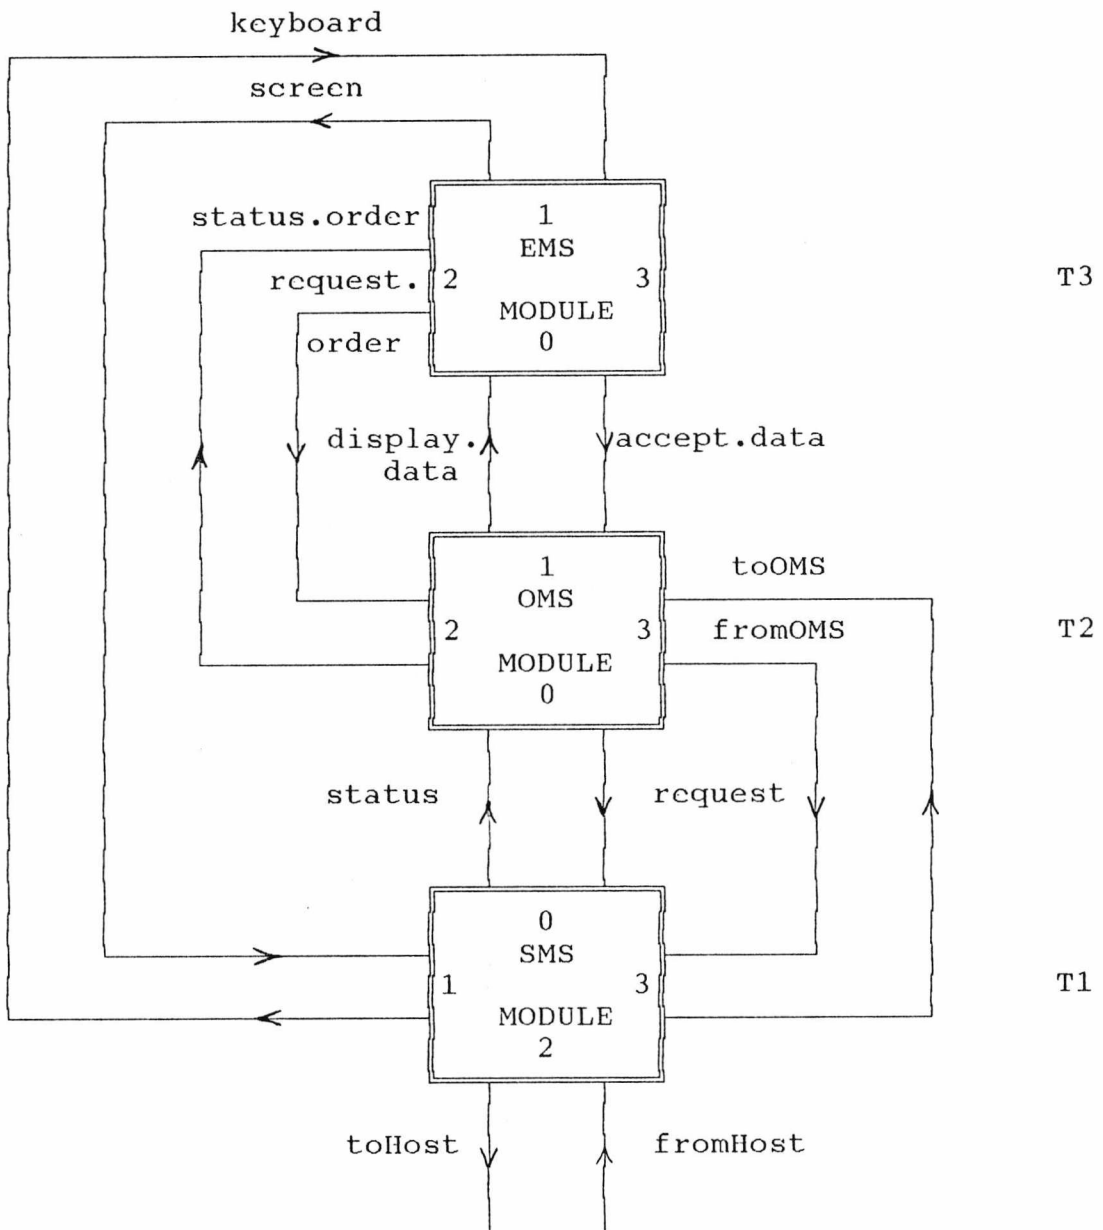 keyboard
screen
status.order
1
EMS
request.
2
3
T3
MODULE
order
0
display.
data
accept.data
1
toOMS
OMS
2
3
fromOMS
T2
MODULE
0
status
request
0
SMS
1
3
T1
MODULE
2
toHost
fromHost